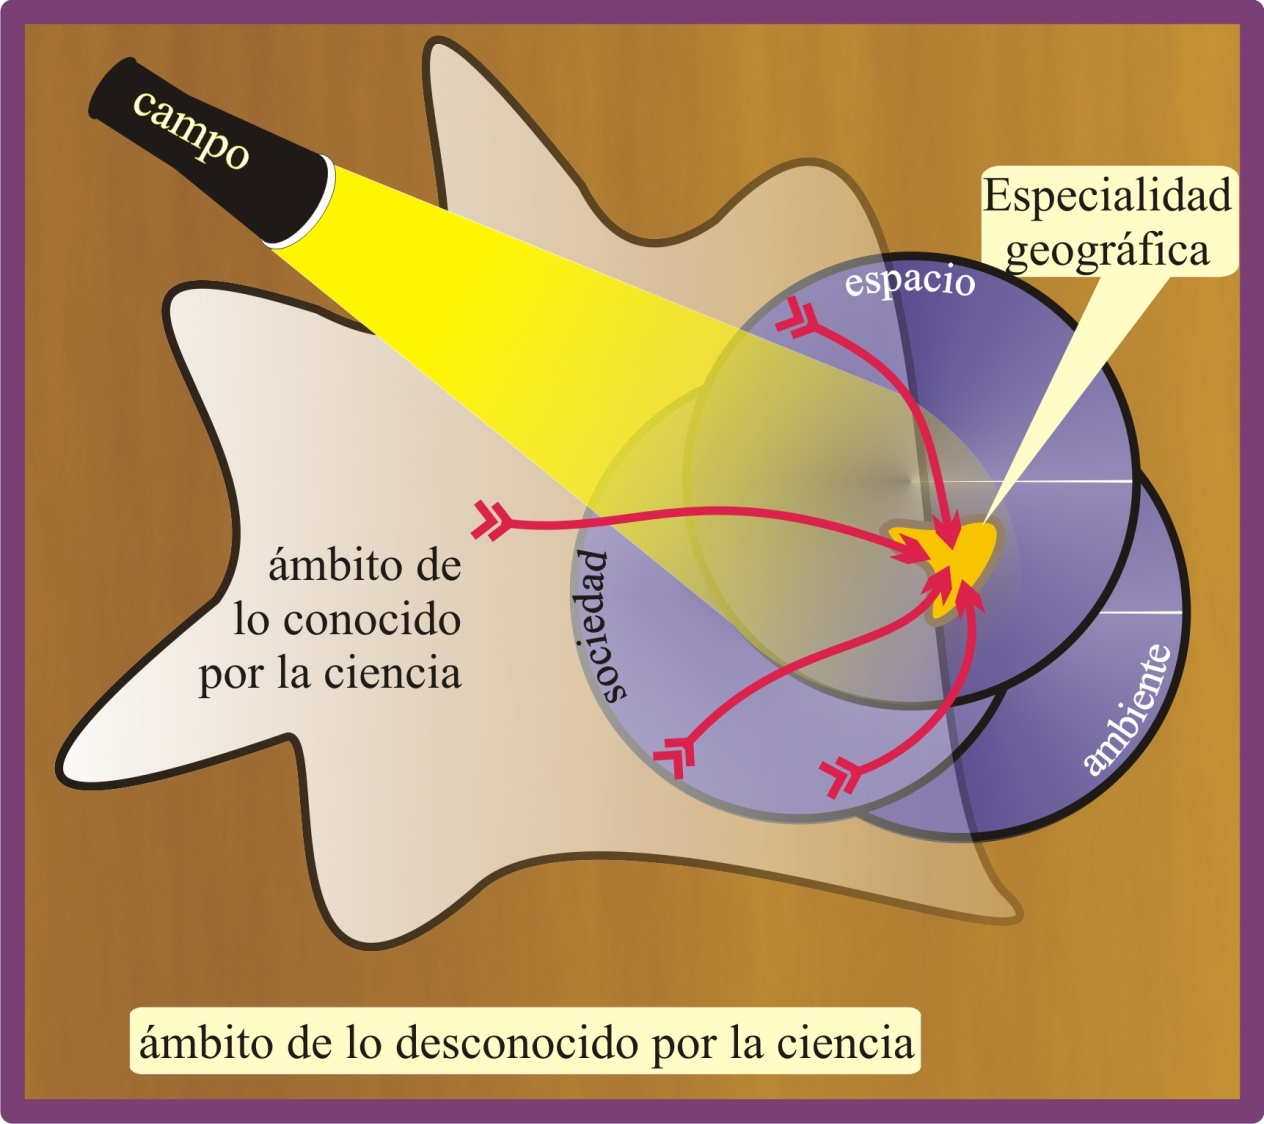 campo
Especialidad
geográfica
espacio
sociedad
ámbito de
lo conocido
por la ciencia
ambiente
ámbito de lo desconocido por la ciencia